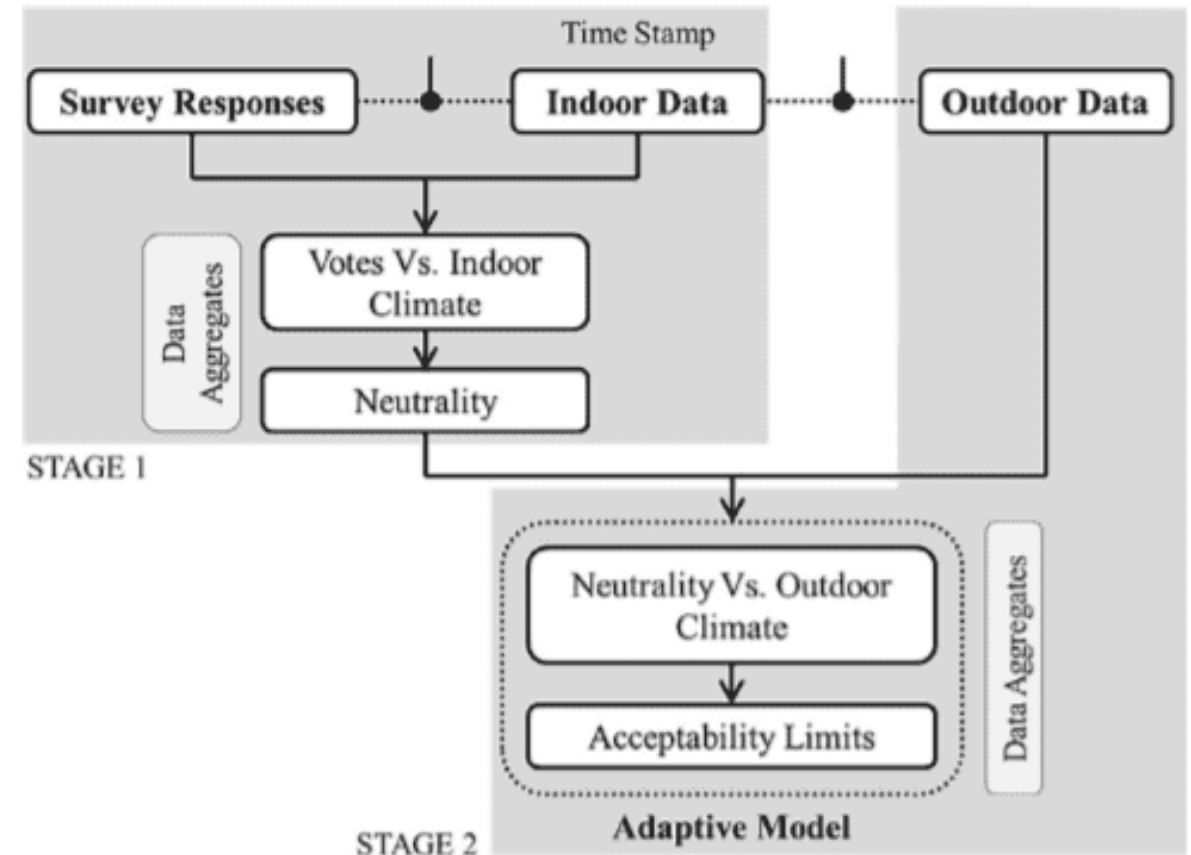 Time Stamp
Survey Responses
Indoor Data
Outdoor Data
Votes Vs. Indoor
Climate
Data
Aggregates
Neutrality
STAGE 1
Neutrality Vs. Outdoor
Climate
Acceptability Limits
Data Aggregates
Adaptive Model
STAGE 2